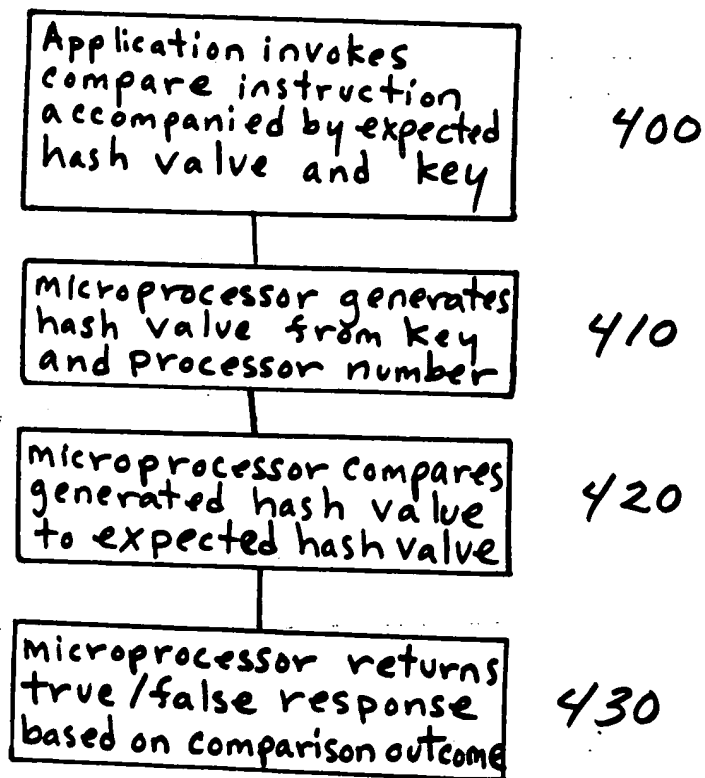 Application invokes
compare instruction
accompanied by expected
hash value and key
400
microprocessor generates
hash value from key
and processor number
410
microprocessor compares
generated hash value
to expected hash value
420
microprocessor returns
true/false response
based on comparison outcome
430